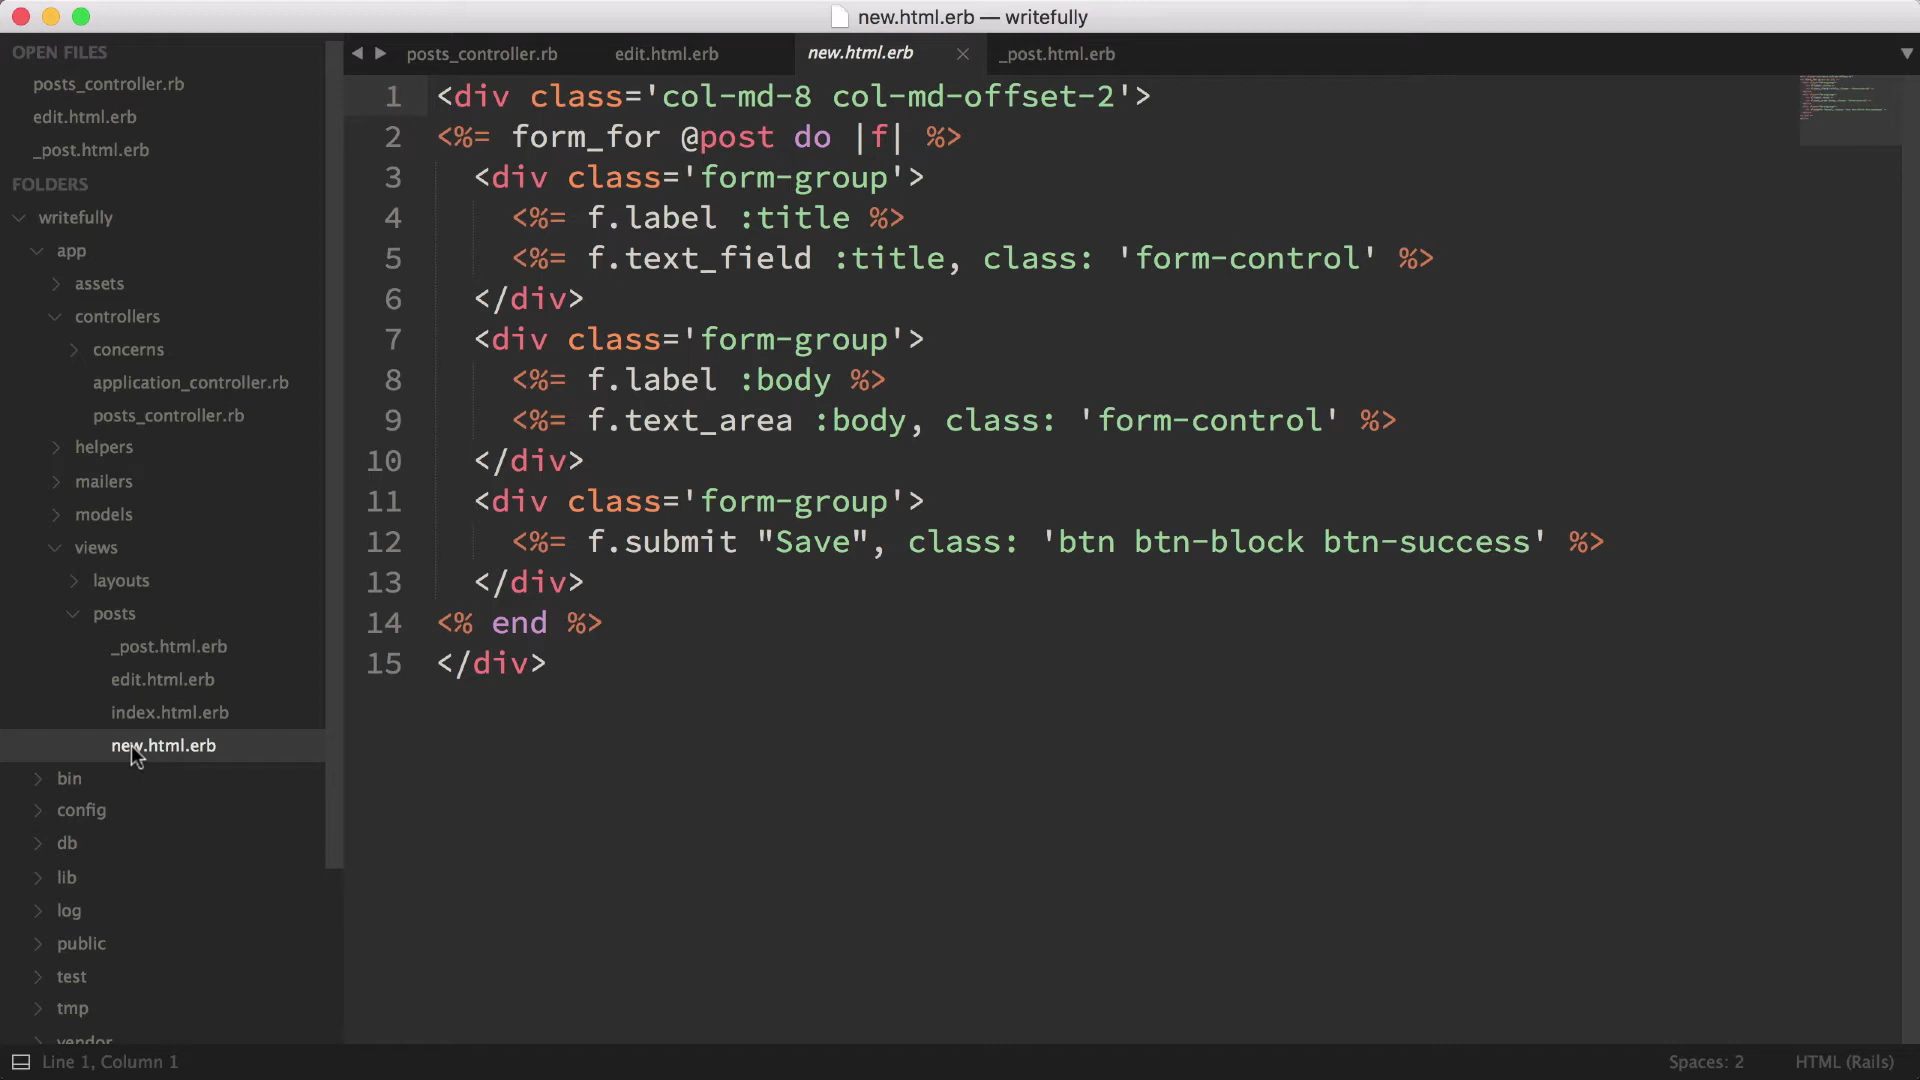 new.html.erb — writefully
OPEN FILES
posts_controller.rb
edit.html.erb
_post.html.erb
FOLDERS
writefully
app
assets
controllers
concerns
application_controller.rb
posts_controller.rb
helpers
mailers
models
views
layouts
posts
_post.html.erb
edit.html.erb
index.html.erb
new.html.erb
bin
config
db
lib
log
public
test
tmp
vendor
posts_controller.rb edit.html.erb new.html.erb _post.html.erb
1 <div class='col-md-8 col-md-offset-2'>
2 <%= form_for @post do |f| %>
3   <div class='form-group'>
4     <%= f.label :title %>
5     <%= f.text_field :title, class: 'form-control' %>
6   </div>
7   <div class='form-group'>
8     <%= f.label :body %>
9     <%= f.text_area :body, class: 'form-control' %>
10   </div>
11   <div class='form-group'>
12     <%= f.submit "Save", class: 'btn btn-block btn-success' %>
13   </div>
14 <% end %>
15 </div>
Line 1, Column 1
Spaces: 2
HTML (Rails)